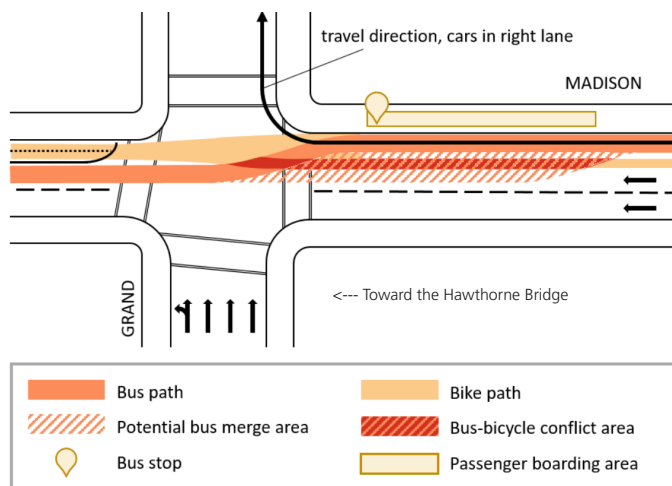 travel direction, cars in right lane
MADISON
GRAND
<--- Toward the Hawthorne Bridge
Bus path
Bike path
Potential bus merge area
Bus-bicycle conflict area
Bus stop
Passenger boarding area